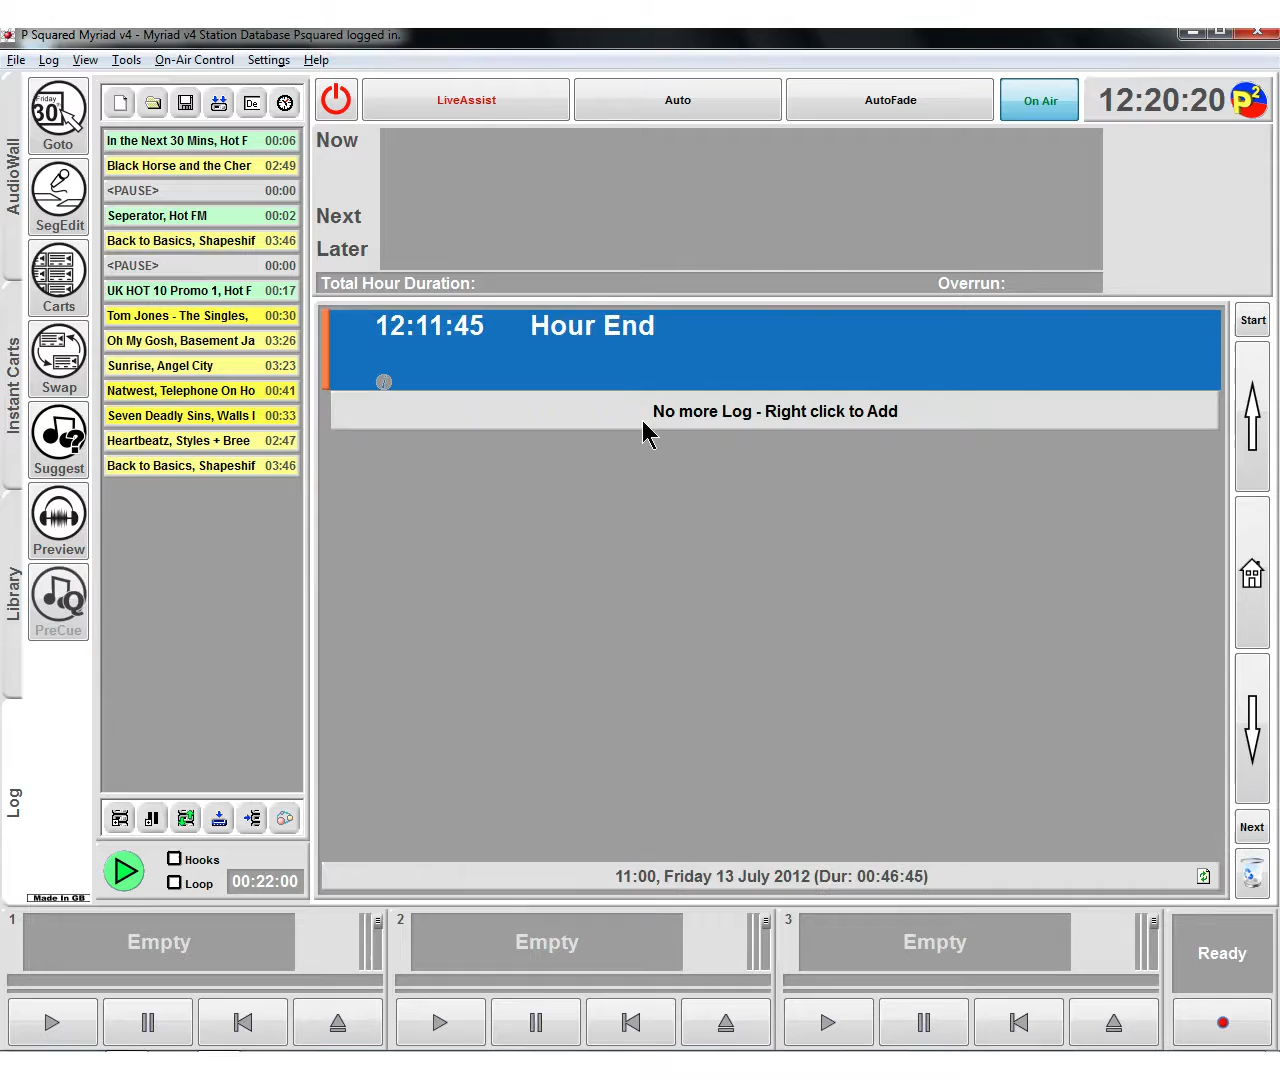 P Squared Myriad v4 - Myriad v4 Station Database Psquared logged in.
File Log View Tools On-Air Control Settings Help
AudioWall
Instant Carts
Library
Log
Friday
30
Goto
SegEdit
Carts
Swap
Suggest
Preview
PreCue
Made In GB
De
In the Next 30 Mins, Hot F 00:06
Black Horse and the Cher 02:49
<PAUSE> 00:00
Seperator, Hot FM 00:02
Back to Basics, Shapeshif 03:46
<PAUSE> 00:00
UK HOT 10 Promo 1, Hot F 00:17
Tom Jones - The Singles, 00:30
Oh My Gosh, Basement Ja 03:26
Sunrise, Angel City 03:23
Natwest, Telephone On Ho 00:41
Seven Deadly Sins, Walls I 00:33
Heartbeatz, Styles + Bree 02:47
Back to Basics, Shapeshif 03:46
Hooks
Loop 00:22:00
LiveAssist Auto AutoFade On Air 12:20:20 P2
Now
Next
Later
Total Hour Duration: Overrun:
12:11:45 Hour End
No more Log - Right click to Add
11:00, Friday 13 July 2012 (Dur: 00:46:45)
Start
Next
1 Empty
2 Empty
3 Empty
Ready